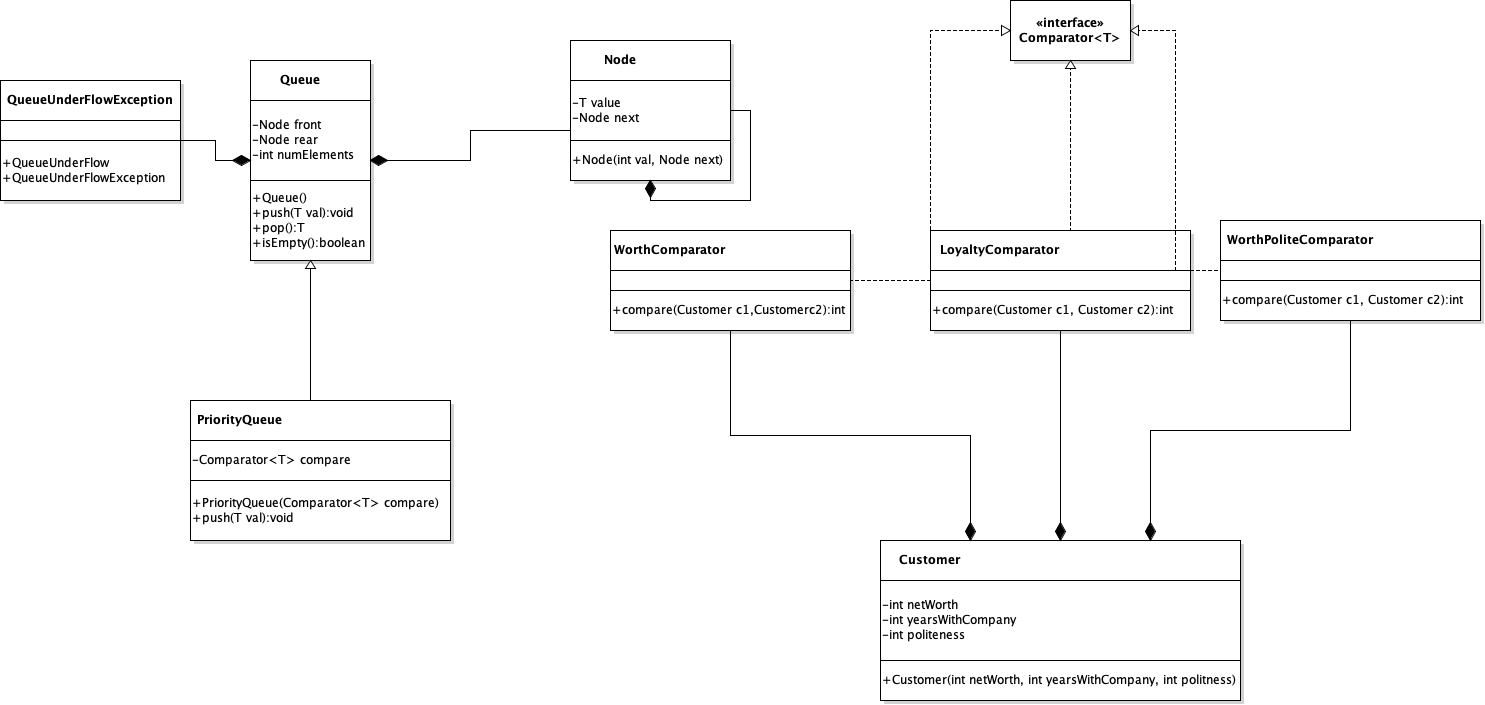 QueueUnderFlowException
+QueueUnderFlow
+QueueUnderFlowException
Queue
-Node front
-Node rear
-int numElements
+Queue()
+push(T val):void
+pop():T
+isEmpty():boolean
Node
-T value
-Node next
+Node(int val, Node next)
«interface»
Comparator<T>
WorthComparator
+compare(Customer c1,Customerc2):int
LoyaltyComparator
+compare(Customer c1, Customer c2):int
WorthPoliteComparator
+compare(Customer c1, Customer c2):int
PriorityQueue
-Comparator<T> compare
+PriorityQueue(Comparator<T> compare)
+push(T val):void
Customer
-int netWorth
-int yearsWithCompany
-int politeness
+Customer(int netWorth, int yearsWithCompany, int politness)